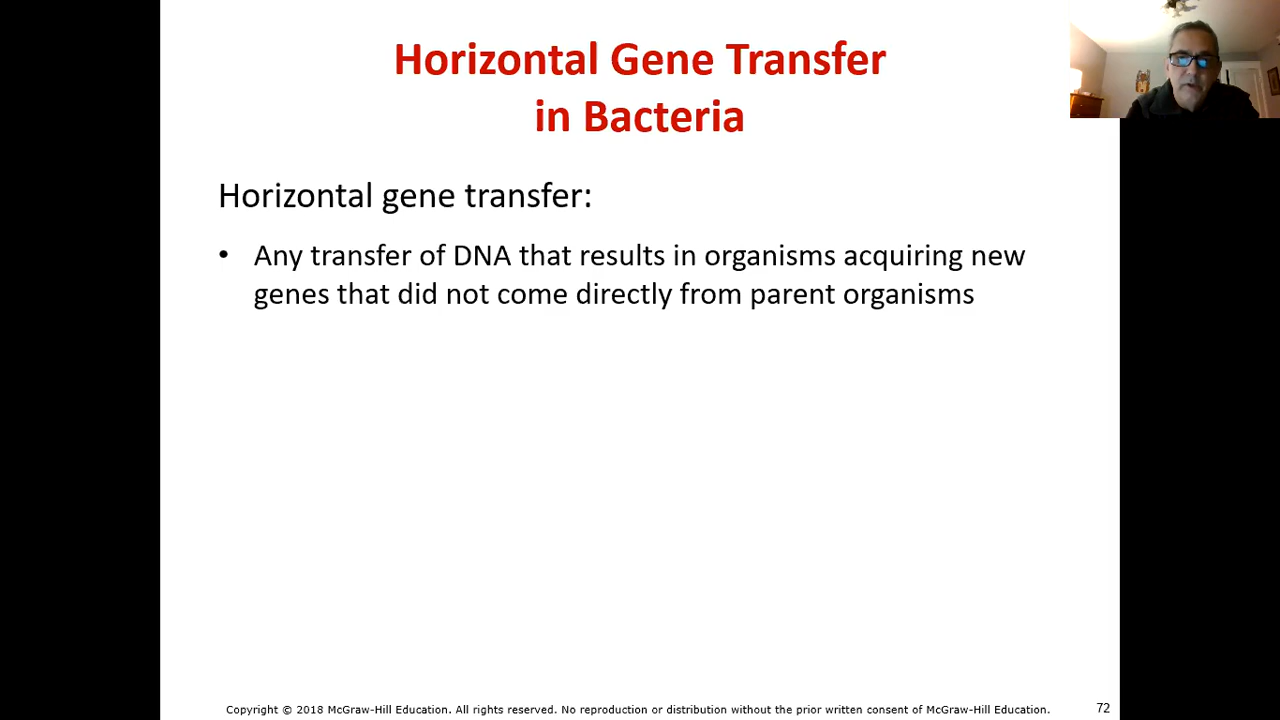 Horizontal Gene Transfer
in Bacteria
Horizontal gene transfer:
• Any transfer of DNA that results in organisms acquiring new
genes that did not come directly from parent organisms
Copyright © 2018 McGraw-Hill Education. All rights reserved. No reproduction or distribution without the prior written consent of McGraw-Hill Education.
72